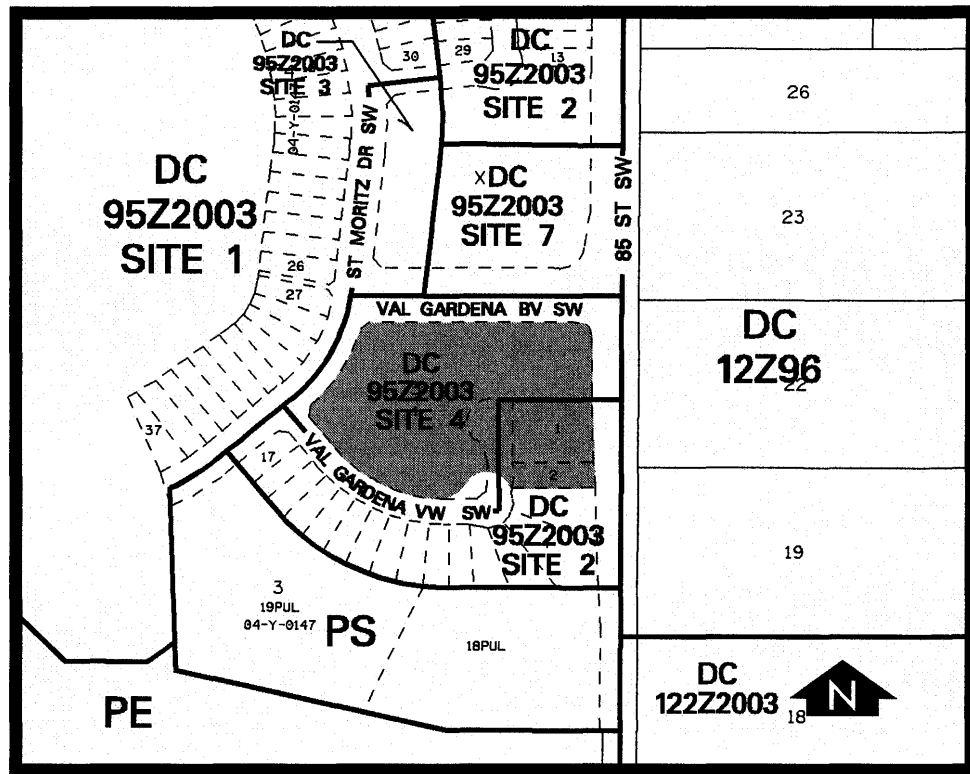 DC
95Z2003
SITE 3
04-Y-0147
30
29
DC
95Z2003
SITE 2
13
26
DC
95Z2003
SITE 1
ST MORITZ DR SW
X DC
95Z2003
SITE 7
85 ST SW
23
26
27
VAL GARDENA BV SW
DC
95Z2003
SITE 4
DC
12Z96
22
37
17
1
2
VAL GARDENA VW SW
DC
95Z2003
SITE 2
19
3
19PUL
04-Y-0147
PS
18PUL
PE
DC
122Z2003
18
N